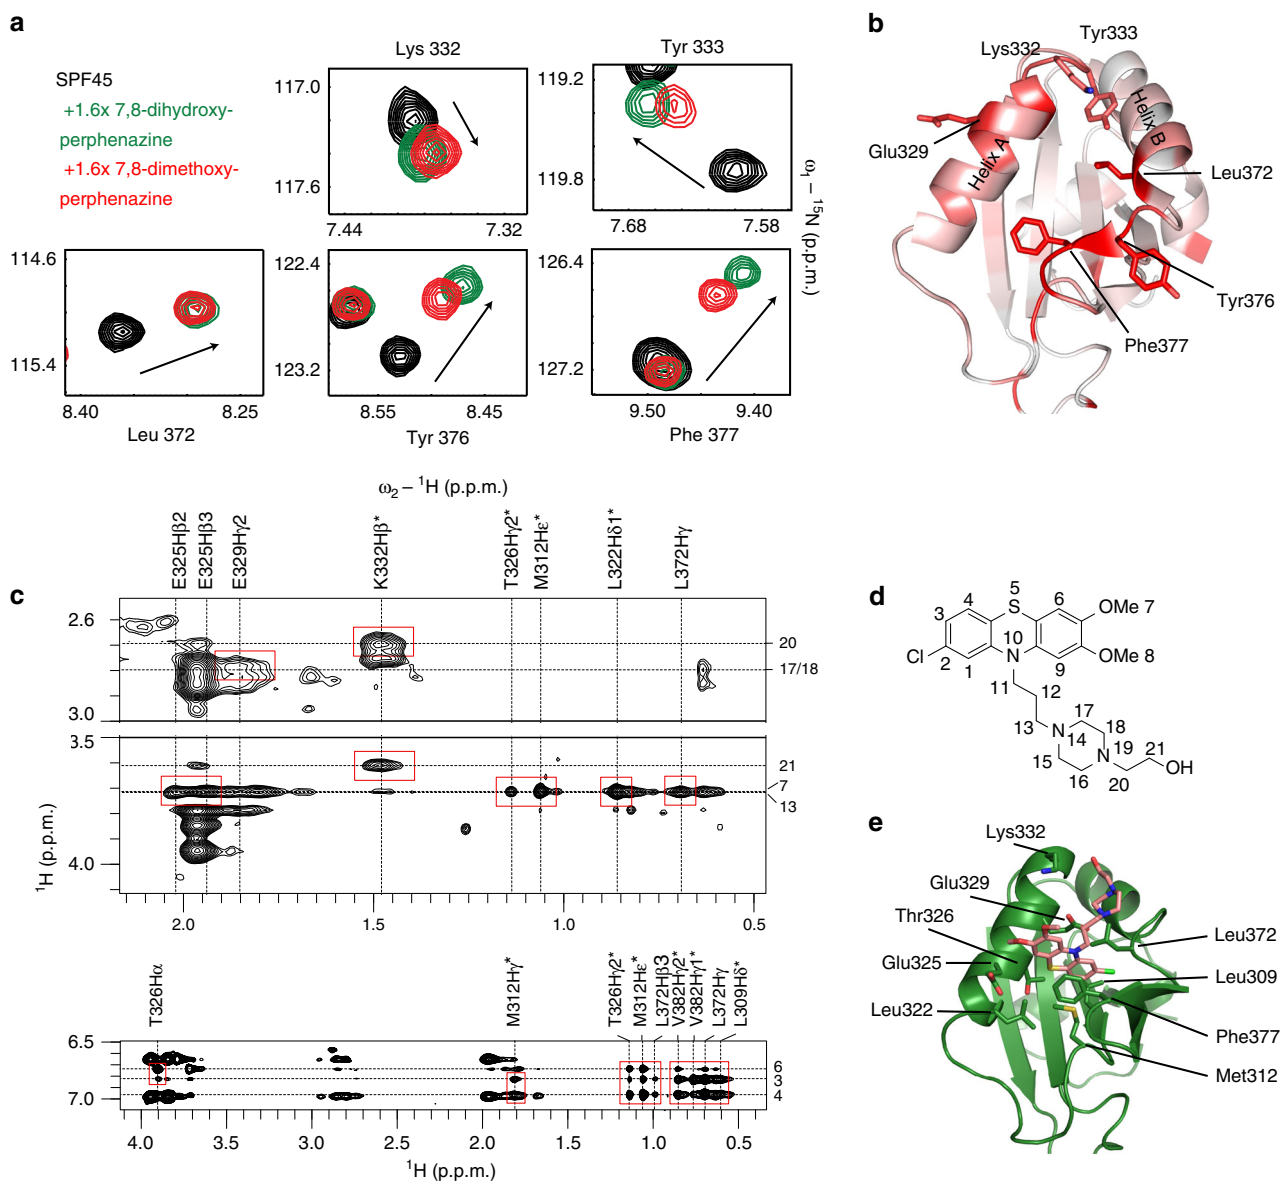 a
SPF45
+1.6x 7,8-dihydroxy-
perphenazine
+1.6x 7,8-dimethoxy-
perphenazine
Lys 332
117.0
117.6
7.44 7.32
Tyr 333
119.2
119.8
7.68 7.58
114.6
115.4
8.40 8.25
Leu 372
122.4
123.2
8.55 8.45
Tyr 376
126.4
127.2
9.50 9.40
Phe 377
ω1 – 15N (p.p.m.)
ω2 – 1H (p.p.m.)
b
Lys332
Tyr333
Helix A
Helix B
Glu329
Leu372
Tyr376
Phe377
c
E325Hβ2
E325Hβ3
E329Hγ2
K332Hβ*
T326Hγ2*
M312Hε*
L322Hδ1*
L372Hγ
2.6
3.0
20
17/18
3.5
4.0
21
7
13
1H (p.p.m.)
2.0 1.5 1.0 0.5
T326Hα
M312Hγ*
T326Hγ2*
M312Hε*
L372Hβ3
V382Hγ2*
V382Hγ1*
L372Hγ
L309Hδ*
6.5
7.0
6
3
4
4.0 3.5 3.0 2.5 2.0 1.5 1.0 0.5
1H (p.p.m.)
d
S 5
4
6
3
OMe 7
10
N
OMe 8
Cl
2
1
9
11
12
13
N
14
17
18
15
16
N
19
20
21
OH
e
Lys332
Glu329
Thr326
Glu325
Leu322
Leu372
Leu309
Phe377
Met312